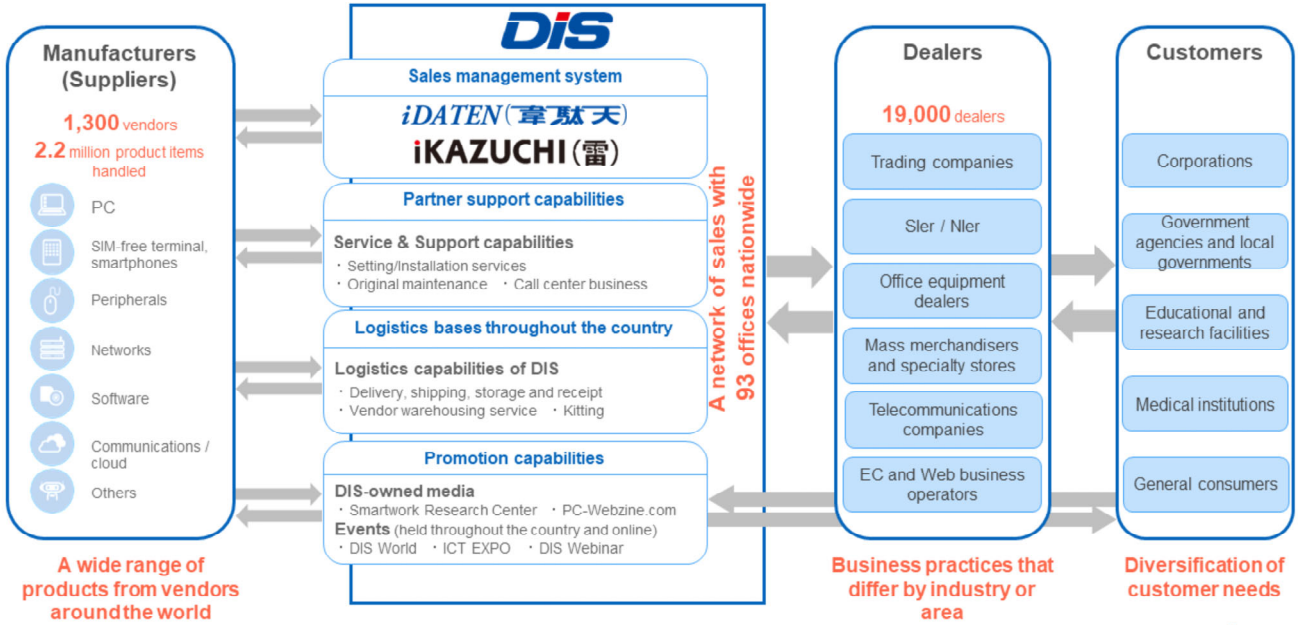 Manufacturers
(Suppliers)
1,300 vendors
2.2 million product items
handled
PC
SIM-free terminal,
smartphones
Peripherals
Networks
Software
Communications /
cloud
Others
A wide range of
products from vendors
around the world
DiS
Sales management system
iDATEN(韋駄天)
iKAZUCHI(雷)
Partner support capabilities
Service & Support capabilities
・Setting/Installation services
・Original maintenance ・Call center business
Logistics bases throughout the country
Logistics capabilities of DIS
・Delivery, shipping, storage and receipt
・Vendor warehousing service ・Kitting
Promotion capabilities
DIS-owned media
・Smartwork Research Center ・PC-Webzine.com
Events (held throughout the country and online)
・DIS World ・ICT EXPO ・DIS Webinar
A network of sales with
93 offices nationwide
Dealers
19,000 dealers
Trading companies
SIer / NIer
Office equipment
dealers
Mass merchandisers
and specialty stores
Telecommunications
companies
EC and Web business
operators
Business practices that
differ by industry or
area
Customers
Corporations
Government
agencies and local
governments
Educational and
research facilities
Medical institutions
General consumers
Diversification of
customer needs